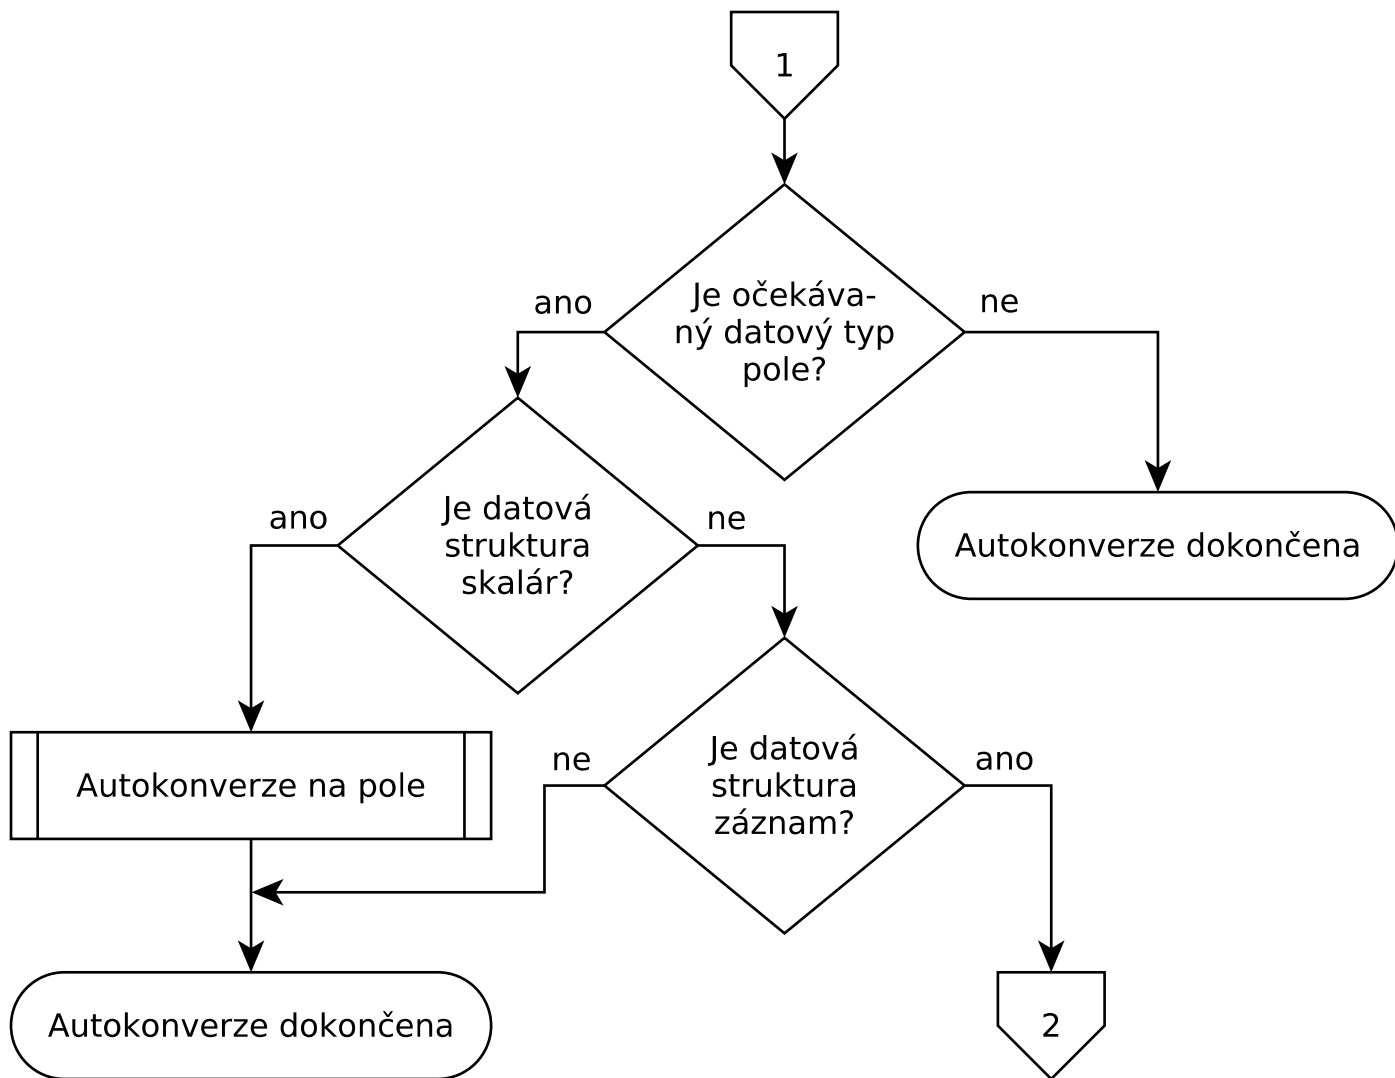 1
Je očekáva-
ný datový typ
pole?
ano
ne
Je datová
struktura
skalár?
ano
ne
Autokonverze dokončena
Je datová
struktura
záznam?
ne
ano
Autokonverze na pole
Autokonverze dokončena
2